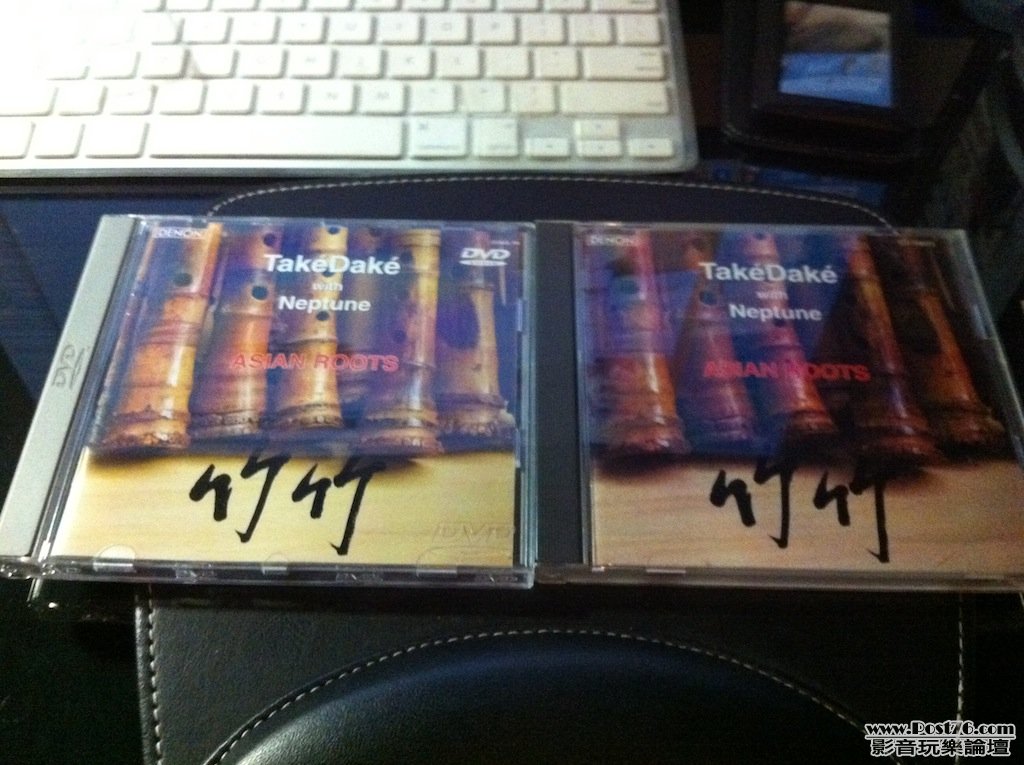 DENON
TakéDaké
with
Neptune
ASIAN ROOTS
竹竹
DVD
DVD
DENON
TakéDaké
with
Neptune
ASIAN ROOTS
竹竹
www.Post76.com
影音玩樂論壇